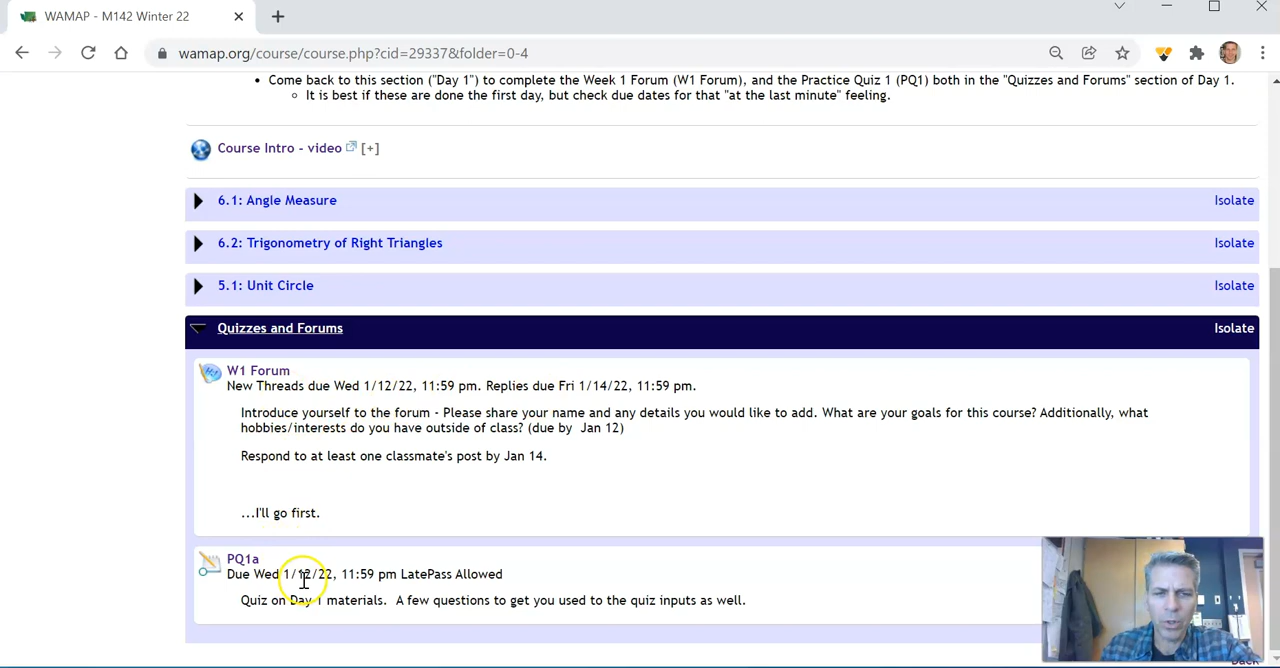 WAMAP - M142 Winter 22
wamap.org/course/course.php?cid=29337&folder=0-4
• Come back to this section ("Day 1") to complete the Week 1 Forum (W1 Forum), and the Practice Quiz 1 (PQ1) both in the "Quizzes and Forums" section of Day 1.
○ It is best if these are done the first day, but check due dates for that "at the last minute" feeling.
Course Intro - video [+]
6.1: Angle Measure Isolate
6.2: Trigonometry of Right Triangles Isolate
5.1: Unit Circle Isolate
Quizzes and Forums Isolate
W1 Forum
New Threads due Wed 1/12/22, 11:59 pm. Replies due Fri 1/14/22, 11:59 pm.
Introduce yourself to the forum - Please share your name and any details you would like to add. What are your goals for this course? Additionally, what
hobbies/interests do you have outside of class? (due by Jan 12)
Respond to at least one classmate's post by Jan 14.
...I'll go first.
PQ1a
Due Wed 1/12/22, 11:59 pm LatePass Allowed
Quiz on Day 1 materials. A few questions to get you used to the quiz inputs as well.
Back